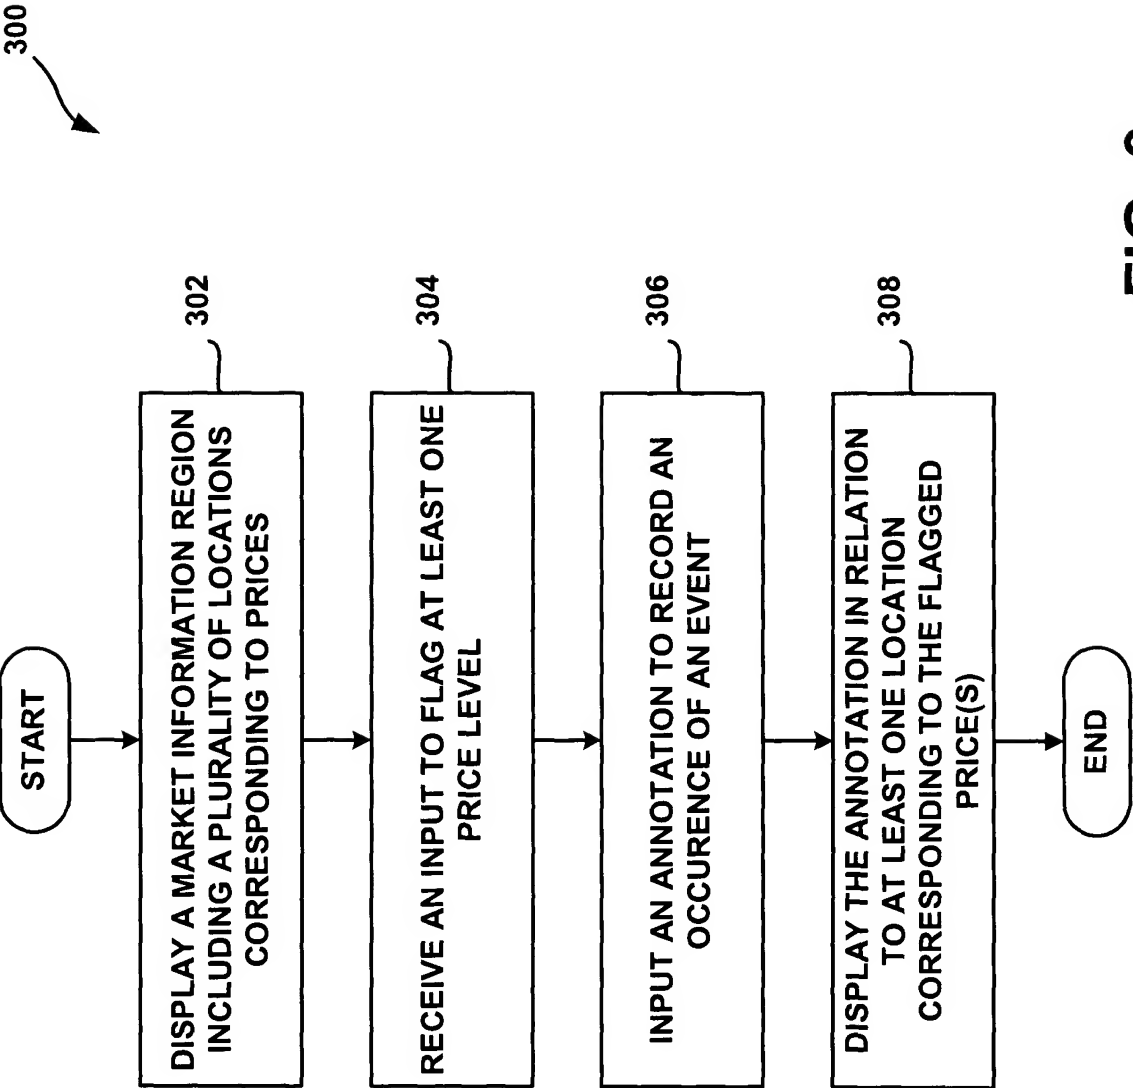 300
START
DISPLAY A MARKET INFORMATION REGION
INCLUDING A PLURALITY OF LOCATIONS
CORRESPONDING TO PRICES
302
RECEIVE AN INPUT TO FLAG AT LEAST ONE
PRICE LEVEL
304
INPUT AN ANNOTATION TO RECORD AN
OCCURENCE OF AN EVENT
306
DISPLAY THE ANNOTATION IN RELATION
TO AT LEAST ONE LOCATION
CORRESPONDING TO THE FLAGGED
PRICE(S)
308
END
FIG.